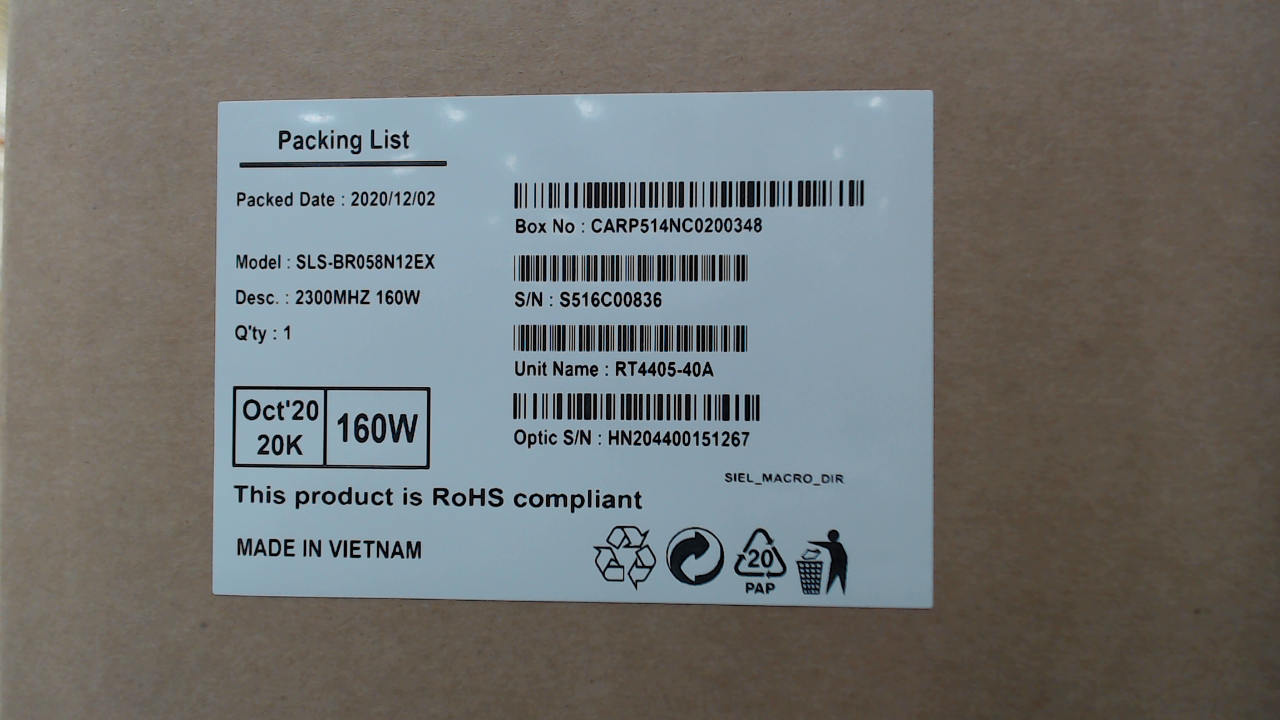 Packing List
Packed Date : 2020/12/02
Model : SLS-BR058N12EX
Desc. : 2300MHZ 160W
Q'ty : 1
Box No : CARP514NC0200348
S/N : S516C00836
Unit Name : RT4405-40A
Optic S/N : HN204400151267
Oct'20
20K
160W
SIEL_MACRO_DIR
This product is RoHS compliant
MADE IN VIETNAM
20
PAP